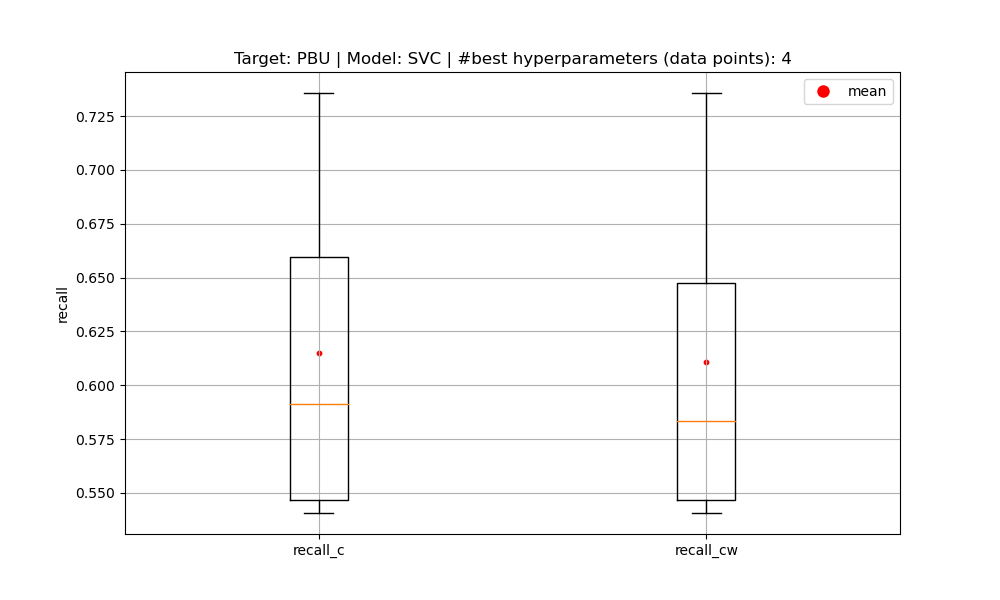 Target: PBU | Model: SVC | #best hyperparameters (data points): 4
mean
0.725
0.700
0.675
0.650
0.625
0.600
0.575
0.550
recall
recall_c
recall_cw